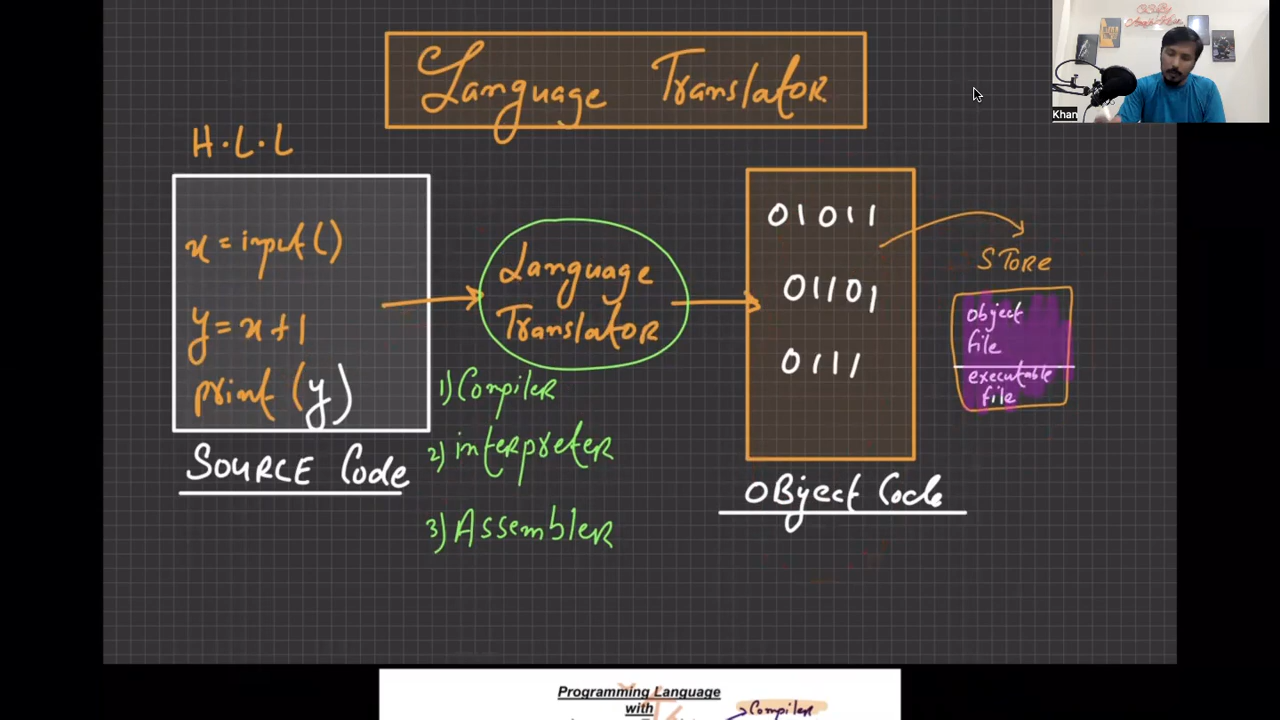 Language Translator
Khan
H.L.L
x = input()
y = x + 1
print (y)
Source Code
Language
Translator
1) Compiler
2) interpreter
3) Assembler
01011
01101
0111
Object Code
Store
object
file
executable
file
Programming Language
with
Compiler